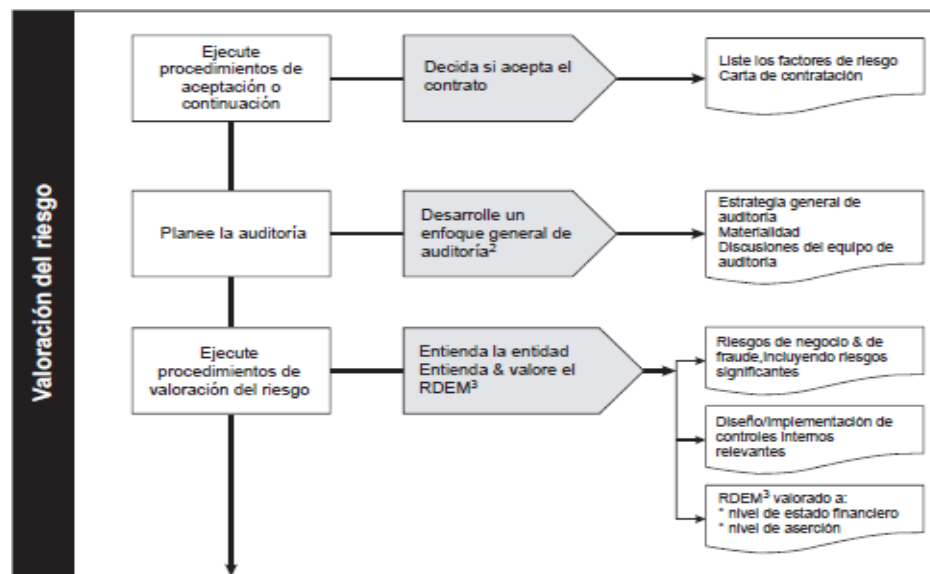 Valoración del riesgo
Ejecute
procedimientos de
aceptación o
continuación
Decida si acepta el
contrato
Liste los factores de riesgo
Carta de contratación
Planee la auditoría
Desarrolle un
enfoque general de
auditoría²
Estrategia general de
auditoría
Materialidad
Discusiones del equipo de
auditoría
Ejecute
procedimientos de
valoración del riesgo
Entienda la entidad
Entienda & valore el
RDEM³
Riesgos de negocio & de
fraude,incluyendo riesgos
significantes
Diseño/implementación de
controles internos
relevantes
RDEM³ valorado a:
* nivel de estado financiero
* nivel de aserción